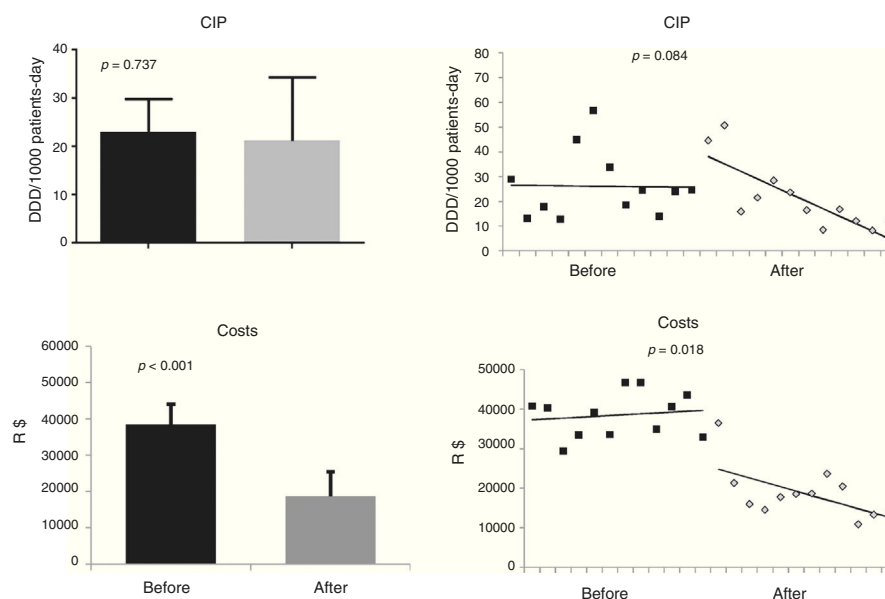 CIP
DDD/1000 patients-day
40
30
20
10
0
p = 0.737
CIP
DDD/1000 patients-day
80
70
60
50
40
30
20
10
0
p = 0.084
Before
After
Costs
R $
60000
50000
40000
30000
20000
10000
0
p < 0.001
Before
After
Costs
R $
50000
40000
30000
20000
10000
0
p = 0.018
Before
After